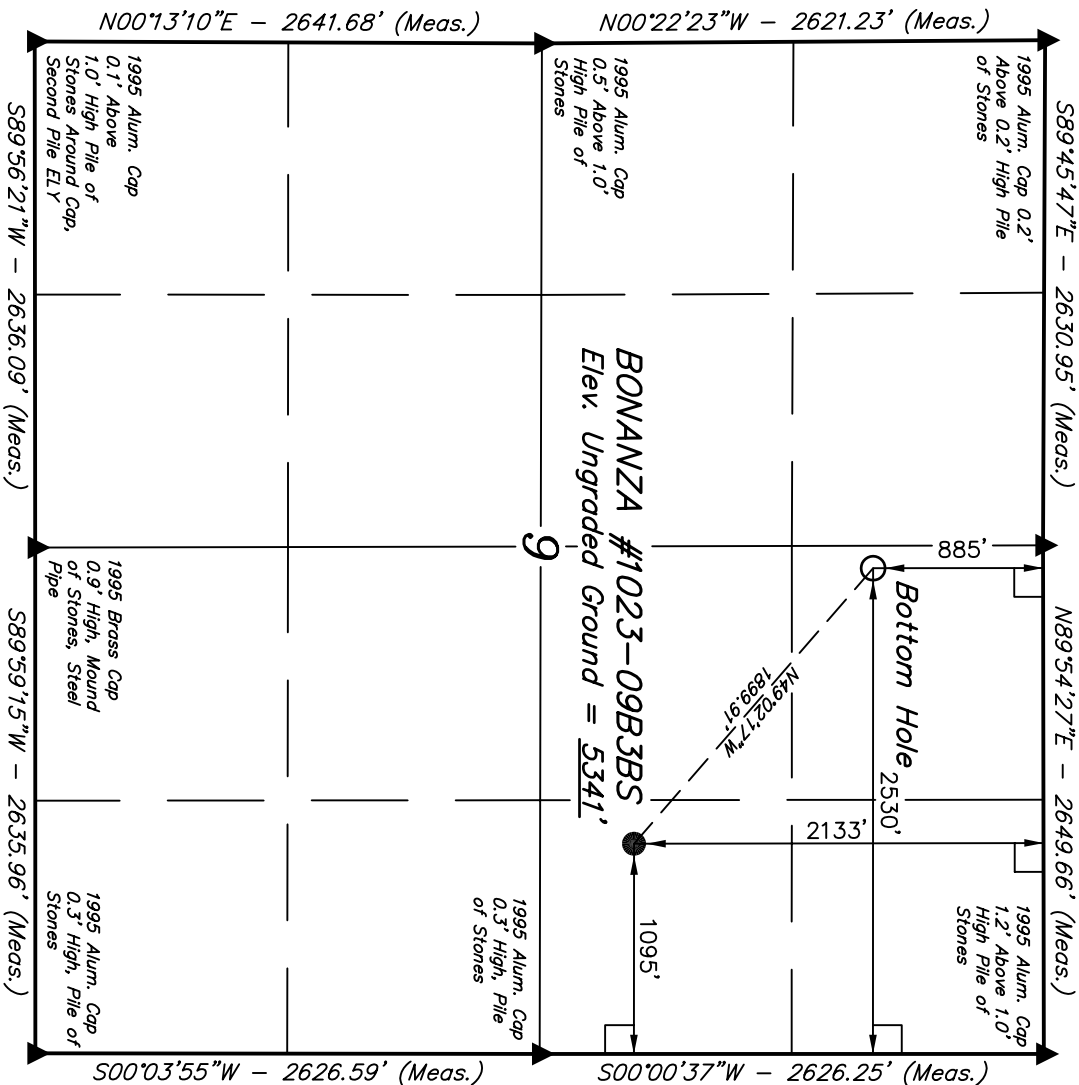 S89°45'47"E - 2630.95' (Meas.)
N89°54'27"E - 2649.66' (Meas.)
1995 Alum. Cap 0.2'
Above 0.2' High Pile
of Stones
885'
1995 Alum. Cap
1.2' Above 1.0'
High Pile of
Stones
N00°22'23"W - 2621.23' (Meas.)
Bottom Hole
2530'
2133'
N49°02'17"W
1899.91'
1095'
S00°00'37"W - 2626.25' (Meas.)
1995 Alum. Cap
0.5' Above 1.0'
High Pile of
Stones
BONANZA #1023-09B3BS
Elev. Ungraded Ground = 5341'
9
1995 Alum. Cap
0.3' High, Pile
of Stones
N00°13'10"E - 2641.68' (Meas.)
S00°03'55"W - 2626.59' (Meas.)
1995 Alum. Cap
0.1' Above
1.0' High Pile of
Stones Around Cap,
Second Pile ELY
1995 Brass Cap
0.9' High, Mound
of Stones, Steel
Pipe
1995 Alum. Cap
0.3' High, Pile of
Stones
S89°56'21"W - 2636.09' (Meas.)
S89°59'15"W - 2635.96' (Meas.)